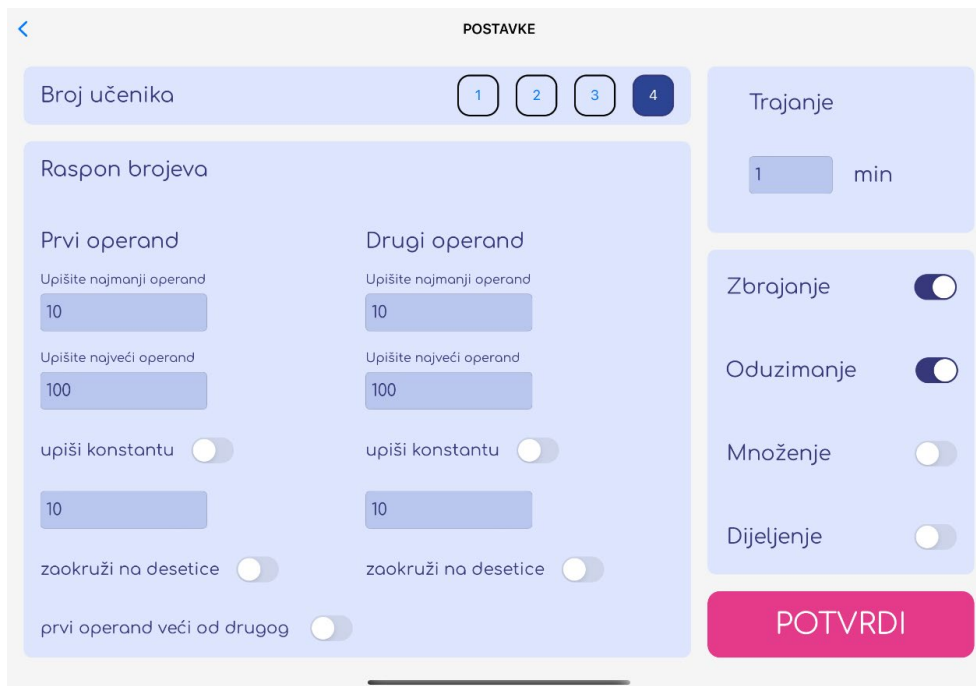 POSTAVKE
Broj učenika 1 2 3 4
Raspon brojeva
Prvi operand
Upišite najmanji operand
10
Upišite najveći operand
100
upiši konstantu
10
zaokruži na desetice
prvi operand veći od drugog
Drugi operand
Upišite najmanji operand
10
Upišite najveći operand
100
upiši konstantu
10
zaokruži na desetice
Trajanje
1 min
Zbrajanje
Oduzimanje
Množenje
Dijeljenje
POTVRDI